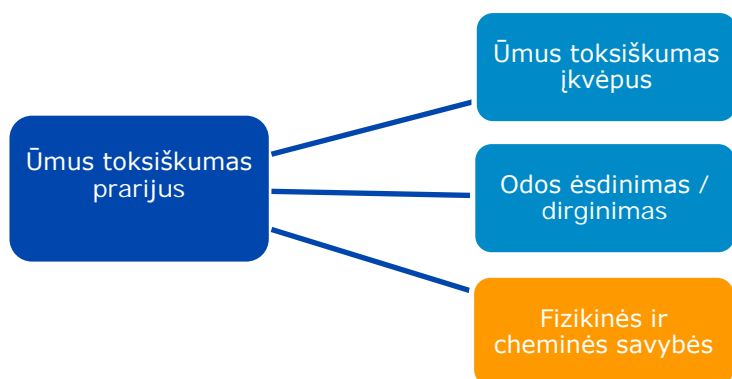 Ūmus toksiškumas
įkvėpus
Ūmus toksiškumas
prarijus
Odos ėsdinimas /
dirginimas
Fizikinės ir
cheminės savybės